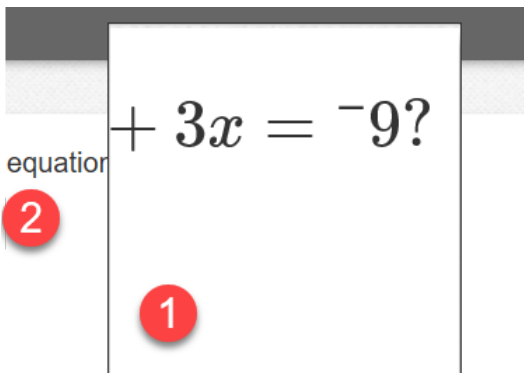 + 3x = ⁻9?
equation
2
1